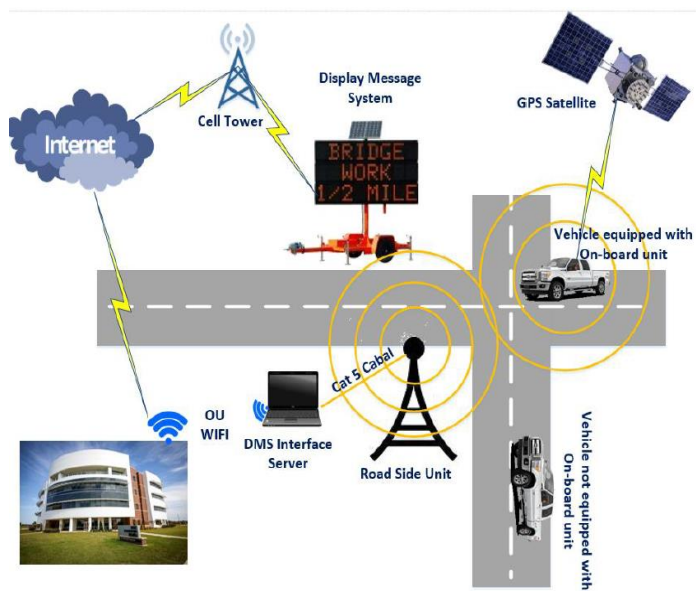 Internet
Cell Tower
Display Message
System
BRIDGE
WORK
1/2 MILE
GPS Satellite
Vehicle equipped with
On-board unit
Cat 5 Cabal
OU
WIFI
DMS Interface
Server
Road Side Unit
Vehicle not equipped with
On-board unit